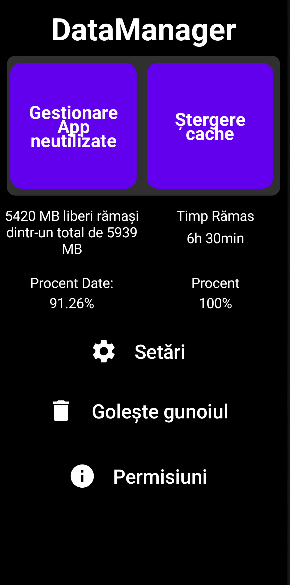 DataManager
Gestionare
App
neutilizate
Ștergere
cache
5420 MB liberi rămași
dintr-un total de 5939
MB
Timp Rămas
6h 30min
Procent Date:
91.26%
Procent
100%
Setări
Golește gunoiul
Permisiuni